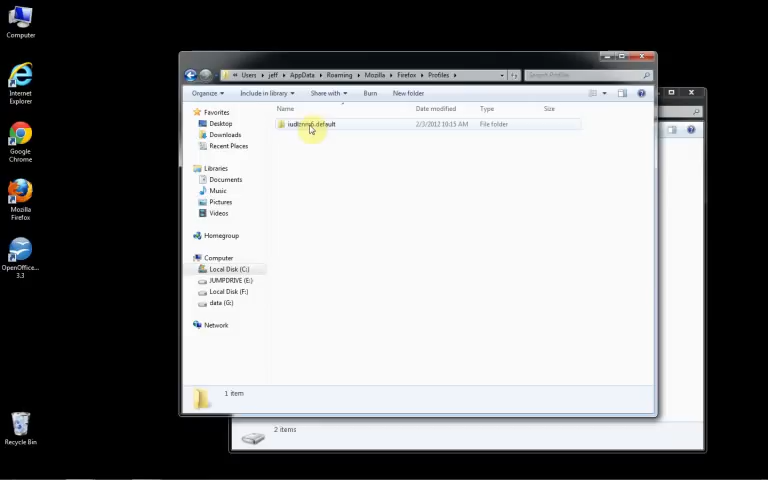 Computer
Internet
Explorer
Google
Chrome
Mozilla
Firefox
OpenOffice...
3.3
Recycle Bin
« Users ▸ jeff ▸ AppData ▸ Roaming ▸ Mozilla ▸ Firefox ▸ Profiles ▸
Search Profiles
Organize ▾ Include in library ▾ Share with ▾ Burn New folder
Name Date modified Type Size
2/3/2012 10:15 AM File folder
Favorites
Desktop
Downloads
Recent Places
Libraries
Documents
Music
Pictures
Videos
Homegroup
Computer
Local Disk (C:)
JUMPDRIVE (E:)
Local Disk (F:)
data (G:)
Network
1 item
2 items